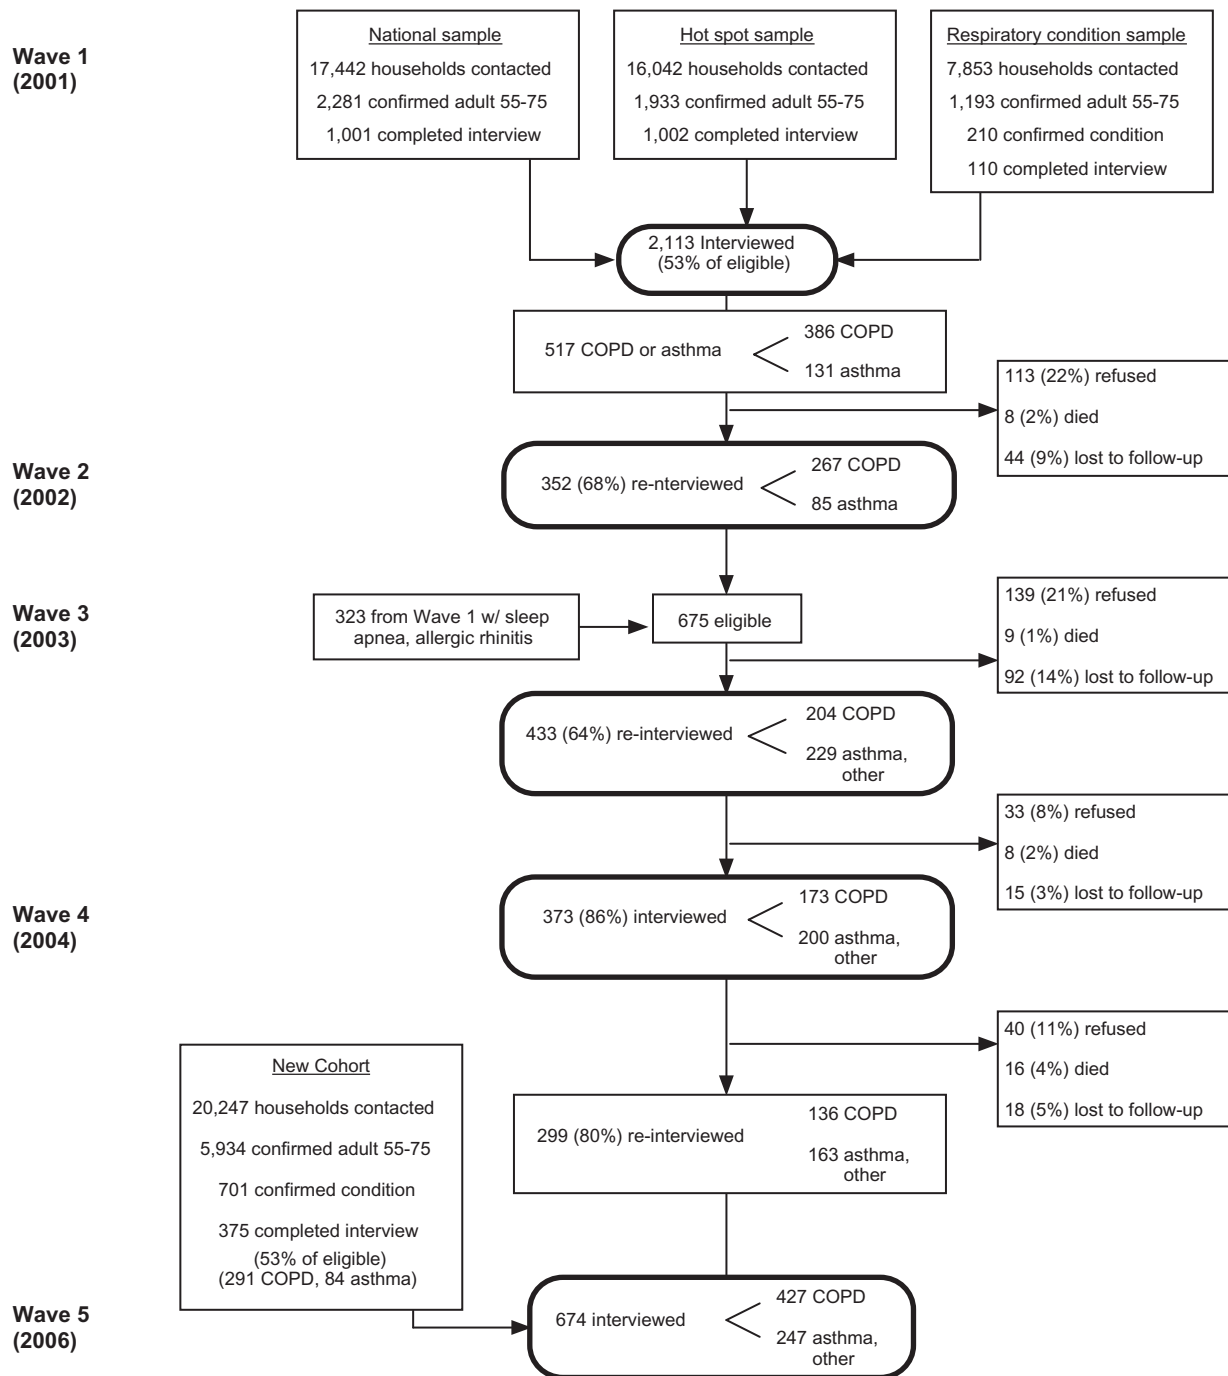 Wave 1
(2001)
National sample
17,442 households contacted
2,281 confirmed adult 55-75
1,001 completed interview
Hot spot sample
16,042 households contacted
1,933 confirmed adult 55-75
1,002 completed interview
Respiratory condition sample
7,853 households contacted
1,193 confirmed adult 55-75
210 confirmed condition
110 completed interview
2,113 Interviewed
(53% of eligible)
517 COPD or asthma
386 COPD
131 asthma
113 (22%) refused
8 (2%) died
44 (9%) lost to follow-up
Wave 2
(2002)
352 (68%) re-nterviewed
267 COPD
85 asthma
Wave 3
(2003)
323 from Wave 1 w/ sleep
apnea, allergic rhinitis
675 eligible
139 (21%) refused
9 (1%) died
92 (14%) lost to follow-up
433 (64%) re-interviewed
204 COPD
229 asthma,
other
33 (8%) refused
8 (2%) died
15 (3%) lost to follow-up
Wave 4
(2004)
373 (86%) interviewed
173 COPD
200 asthma,
other
40 (11%) refused
16 (4%) died
18 (5%) lost to follow-up
New Cohort
20,247 households contacted
5,934 confirmed adult 55-75
701 confirmed condition
375 completed interview
(53% of eligible)
(291 COPD, 84 asthma)
299 (80%) re-interviewed
136 COPD
163 asthma,
other
Wave 5
(2006)
674 interviewed
427 COPD
247 asthma,
other